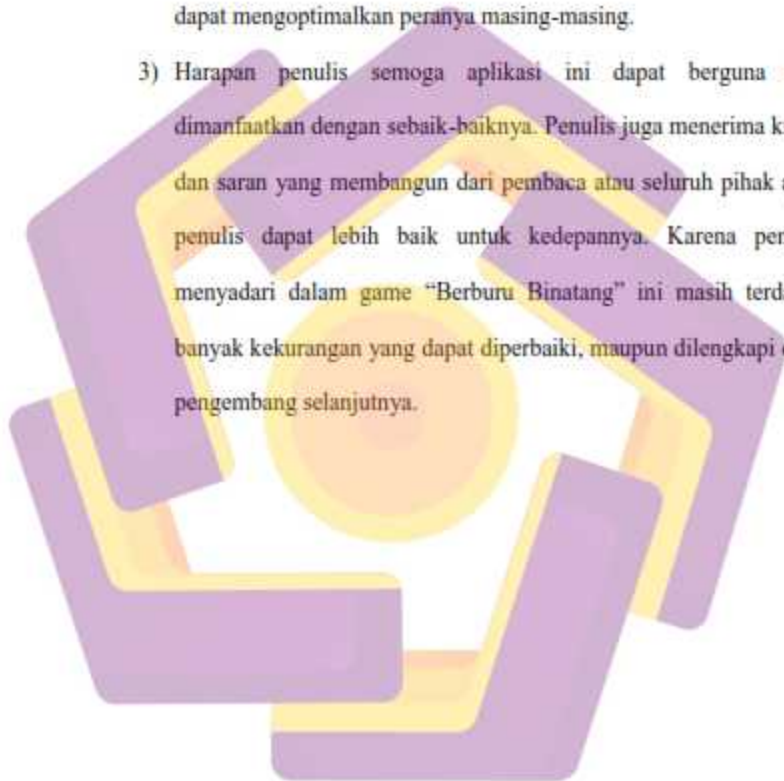 dapat mengoptimalkan peranya masing-masing.
3) Harapan penulis semoga aplikasi ini dapat berguna
dimanfaatkan dengan sebaik-baiknya. Penulis juga menerima
dan saran yang membangun dari pembaca atau seluruh pihak
penulis dapat lebih baik untuk kedepannya. Karena
menyadari dalam game “Berburu Binatang” ini masih
banyak kekurangan yang dapat diperbaiki, maupun dilengkapi
pengembang selanjutnya.